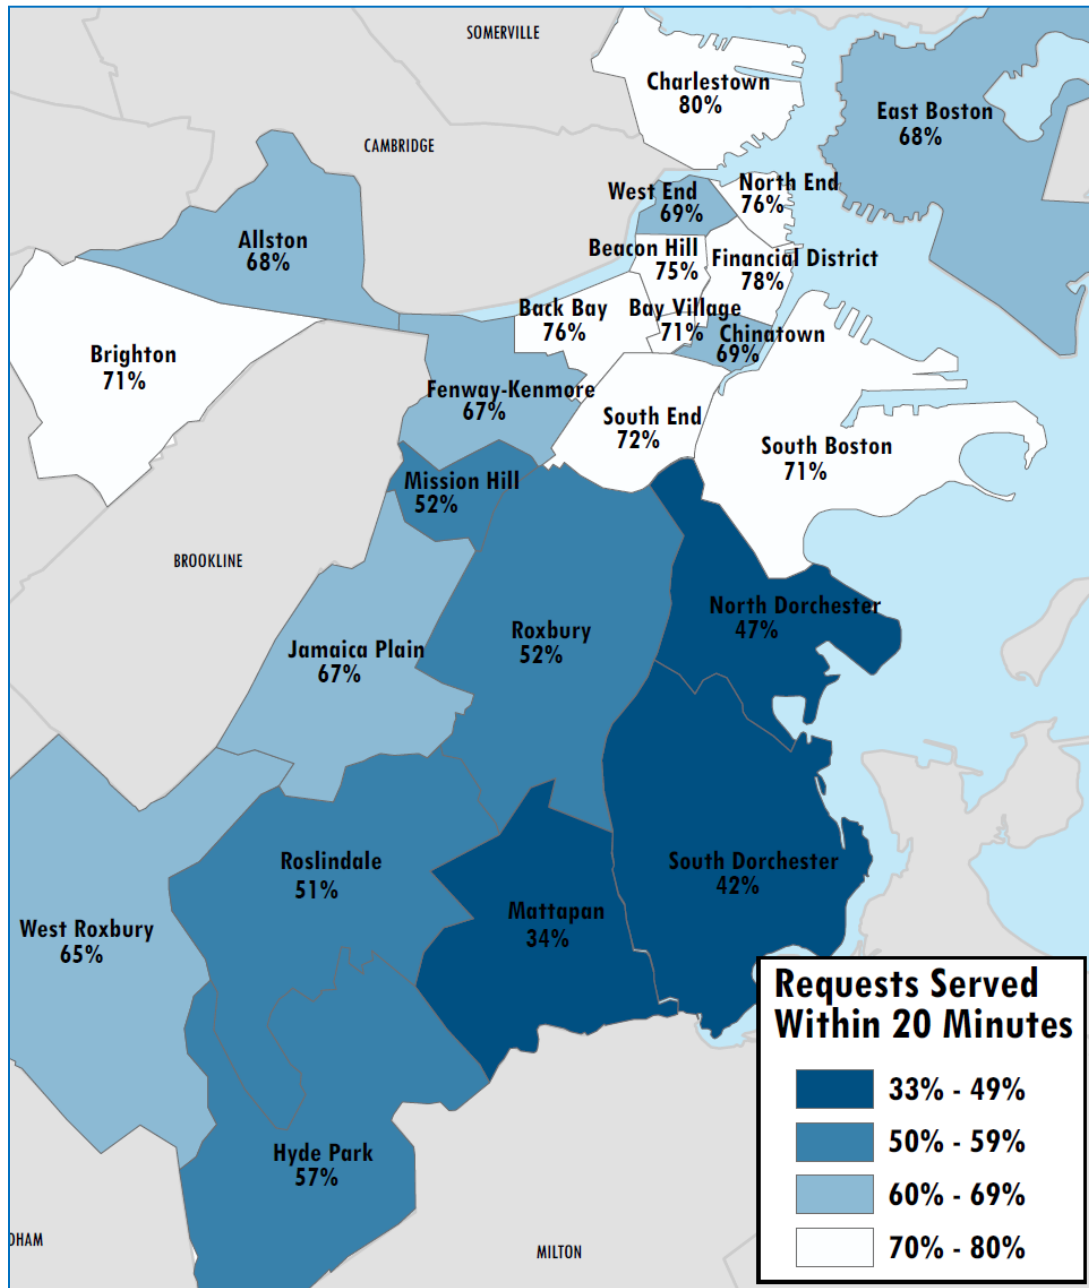 SOMERVILLE
Charlestown
80%
East Boston
68%
CAMBRIDGE
West End
69%
North End
76%
Allston
68%
Beacon Hill
75%
Financial District
78%
Back Bay
76%
Bay Village
71%
Chinatown
69%
Brighton
71%
Fenway-Kenmore
67%
South End
72%
South Boston
71%
Mission Hill
52%
BROOKLINE
North Dorchester
47%
Roxbury
52%
Jamaica Plain
67%
Roslindale
51%
South Dorchester
42%
Mattapan
34%
West Roxbury
65%
Hyde Park
57%
DHAM
MILTON
Requests Served
Within 20 Minutes
33% - 49%
50% - 59%
60% - 69%
70% - 80%